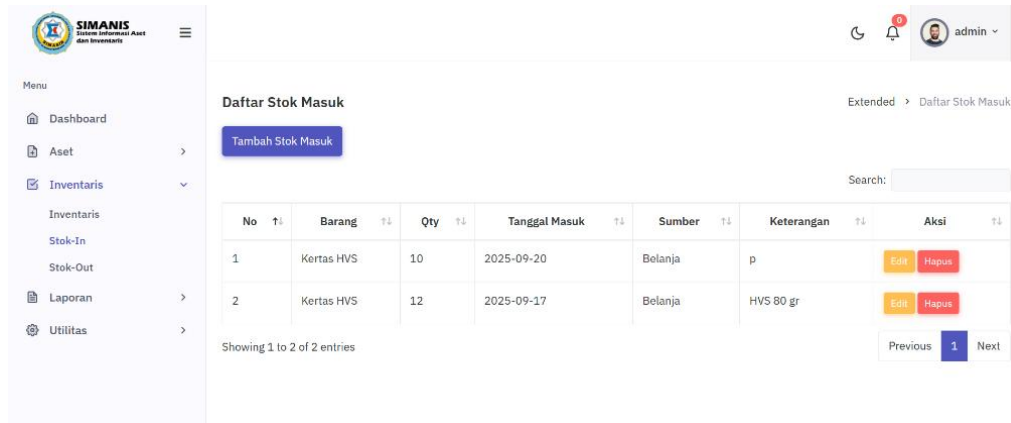 SIMANIS
Sistem Informasi Aset
dan Inventaris
0
admin
Menu
Dashboard
Aset
Inventaris
Inventaris
Stok-In
Stok-Out
Laporan
Utilitas
Daftar Stok Masuk
Extended > Daftar Stok Masuk
Tambah Stok Masuk
Search:
No Barang Qty Tanggal Masuk Sumber Keterangan Aksi
1 Kertas HVS 10 2025-09-20 Belanja p Edit Hapus
2 Kertas HVS 12 2025-09-17 Belanja HVS 80 gr Edit Hapus
Showing 1 to 2 of 2 entries
Previous 1 Next